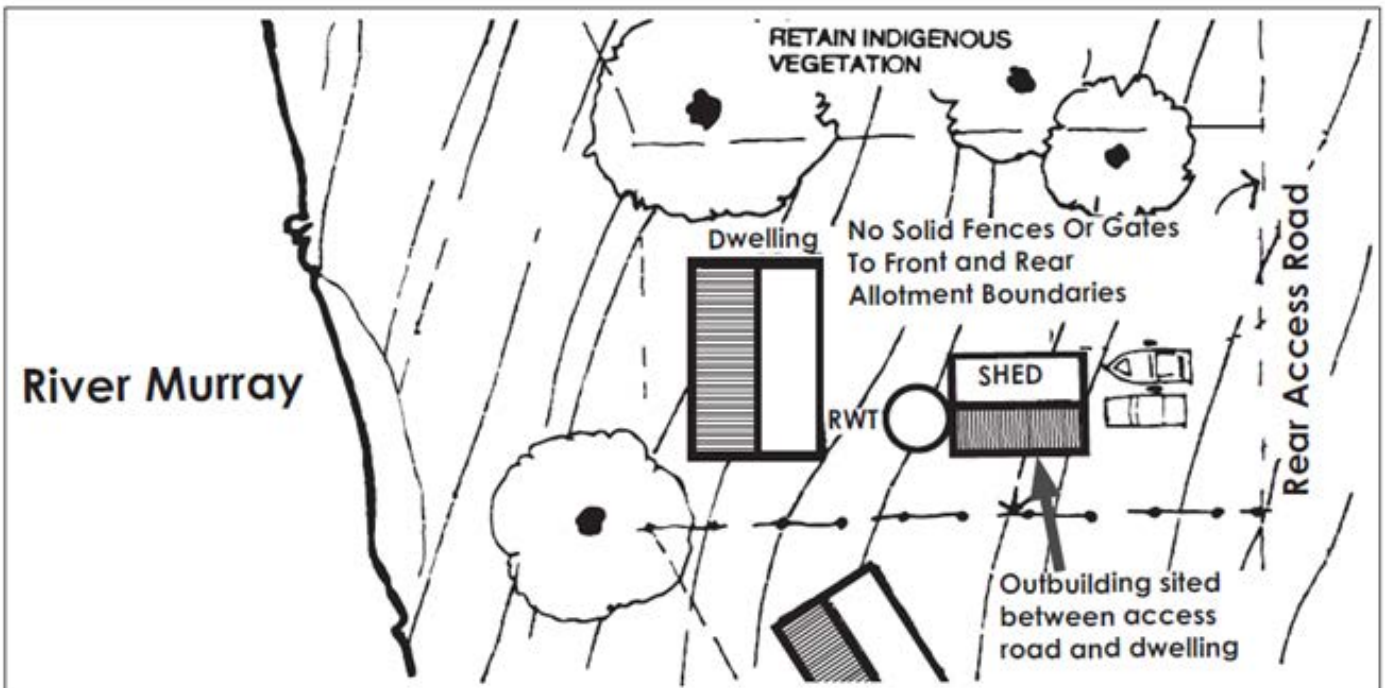 RETAIN INDIGENOUS
VEGETATION
Dwelling
No Solid Fences Or Gates
To Front and Rear
Allotment Boundaries
River Murray
SHED
RWT
Rear Access Road
Outbuilding sited
between access
road and dwelling